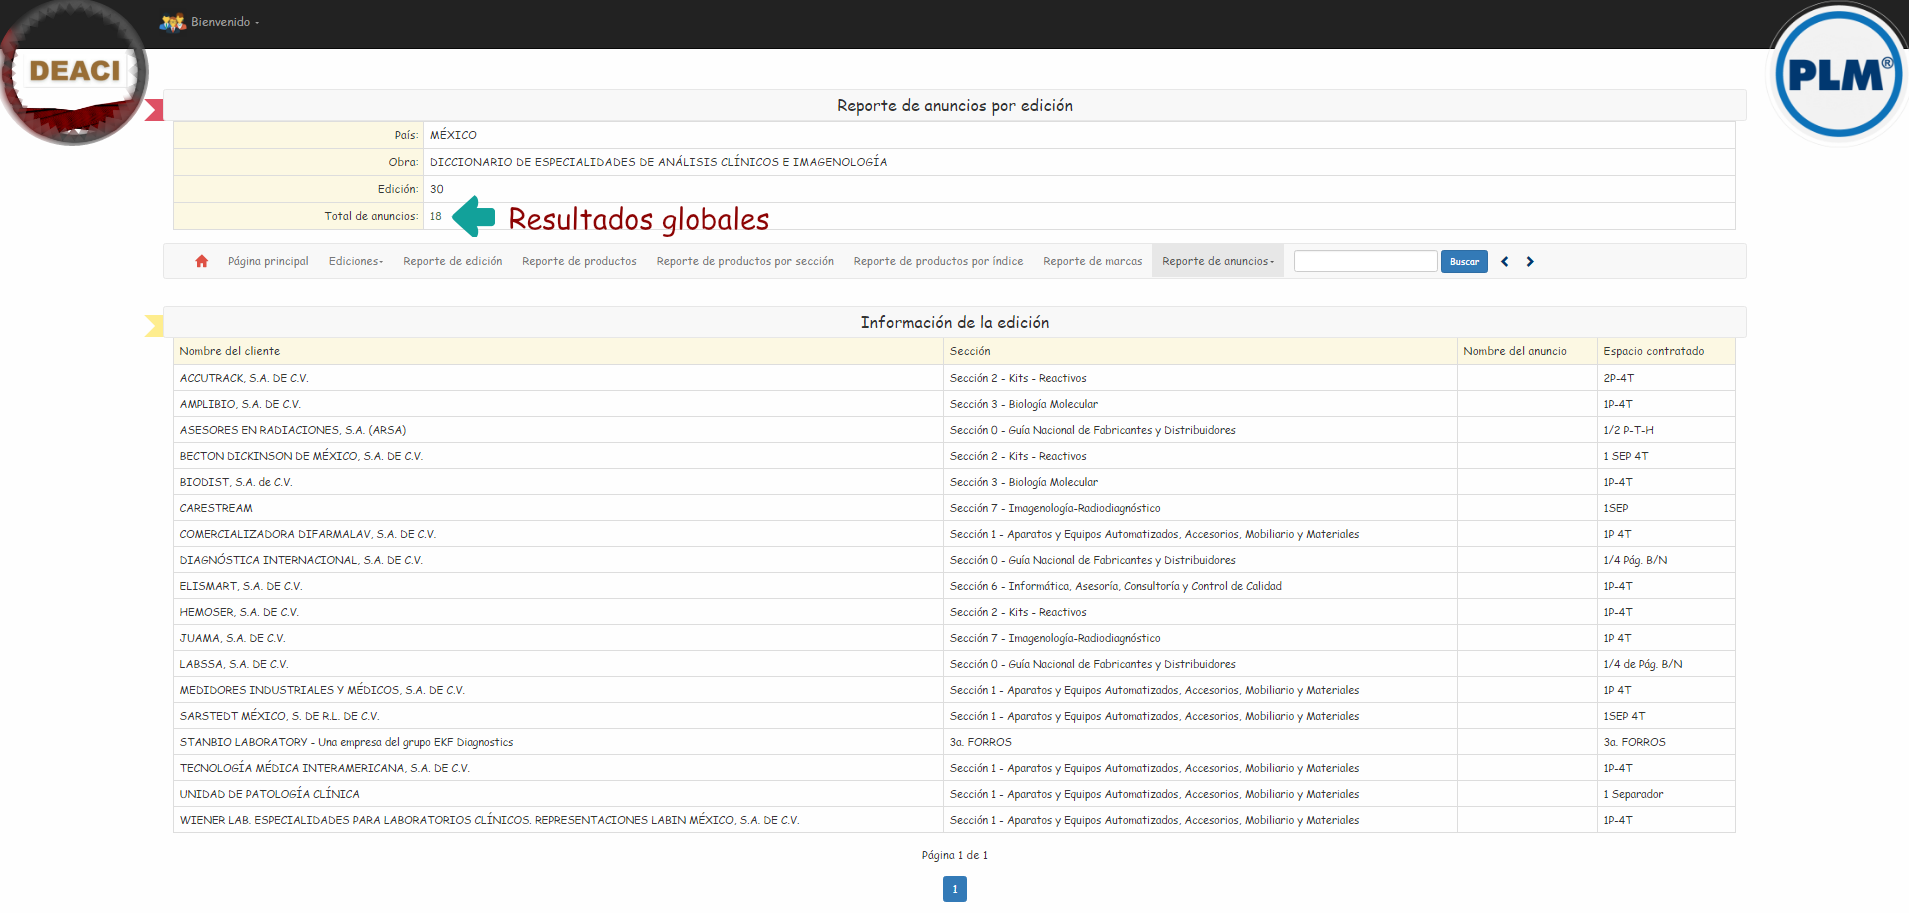 Bienvenido
DEACI
PLM®
Reporte de anuncios por edición
País: MÉXICO
Obra: DICCIONARIO DE ESPECIALIDADES DE ANÁLISIS CLÍNICOS E IMAGENOLOGÍA
Edición: 30
Total de anuncios: 18 Resultados globales
Página principal Ediciones Reporte de edición Reporte de productos Reporte de productos por sección Reporte de productos por índice Reporte de marcas Reporte de anuncios Buscar
Información de la edición
Nombre del cliente Sección Nombre del anuncio Espacio contratado
ACCUTRACK, S.A. DE C.V. Sección 2 - Kits - Reactivos 2P-4T
AMPLIBIO, S.A. DE C.V. Sección 3 - Biología Molecular 1P-4T
ASESORES EN RADIACIONES, S.A. (ARSA) Sección 0 - Guía Nacional de Fabricantes y Distribuidores 1/2 P-T-H
BECTON DICKINSON DE MÉXICO, S.A. DE C.V. Sección 2 - Kits - Reactivos 1 SEP 4T
BIODIST, S.A. de C.V. Sección 3 - Biología Molecular 1P-4T
CARESTREAM Sección 7 - Imagenología-Radiodiagnóstico 1SEP
COMERCIALIZADORA DIFARMALAV, S.A. DE C.V. Sección 1 - Aparatos y Equipos Automatizados, Accesorios, Mobiliario y Materiales 1P 4T
DIAGNÓSTICA INTERNACIONAL, S.A. DE C.V. Sección 0 - Guía Nacional de Fabricantes y Distribuidores 1/4 Pág. B/N
ELISMART, S.A. DE C.V. Sección 6 - Informática, Asesoría, Consultoría y Control de Calidad 1P-4T
HEMOSER, S.A. DE C.V. Sección 2 - Kits - Reactivos 1P-4T
JUAMA, S.A. DE C.V. Sección 7 - Imagenología-Radiodiagnóstico 1P 4T
LABSSA, S.A. DE C.V. Sección 0 - Guía Nacional de Fabricantes y Distribuidores 1/4 de Pág. B/N
MEDIDORES INDUSTRIALES Y MÉDICOS, S.A. DE C.V. Sección 1 - Aparatos y Equipos Automatizados, Accesorios, Mobiliario y Materiales 1P 4T
SARSTEDT MÉXICO, S. DE R.L. DE C.V. Sección 1 - Aparatos y Equipos Automatizados, Accesorios, Mobiliario y Materiales 1SEP 4T
STANBIO LABORATORY - Una empresa del grupo EKF Diagnostics 3a. FORROS 3a. FORROS
TECNOLOGÍA MÉDICA INTERAMERICANA, S.A. DE C.V. Sección 1 - Aparatos y Equipos Automatizados, Accesorios, Mobiliario y Materiales 1P-4T
UNIDAD DE PATOLOGÍA CLÍNICA Sección 1 - Aparatos y Equipos Automatizados, Accesorios, Mobiliario y Materiales 1 Separador
WIENER LAB. ESPECIALIDADES PARA LABORATORIOS CLÍNICOS. REPRESENTACIONES LABIN MÉXICO, S.A. DE C.V. Sección 1 - Aparatos y Equipos Automatizados, Accesorios, Mobiliario y Materiales 1P-4T
Página 1 de 1
1